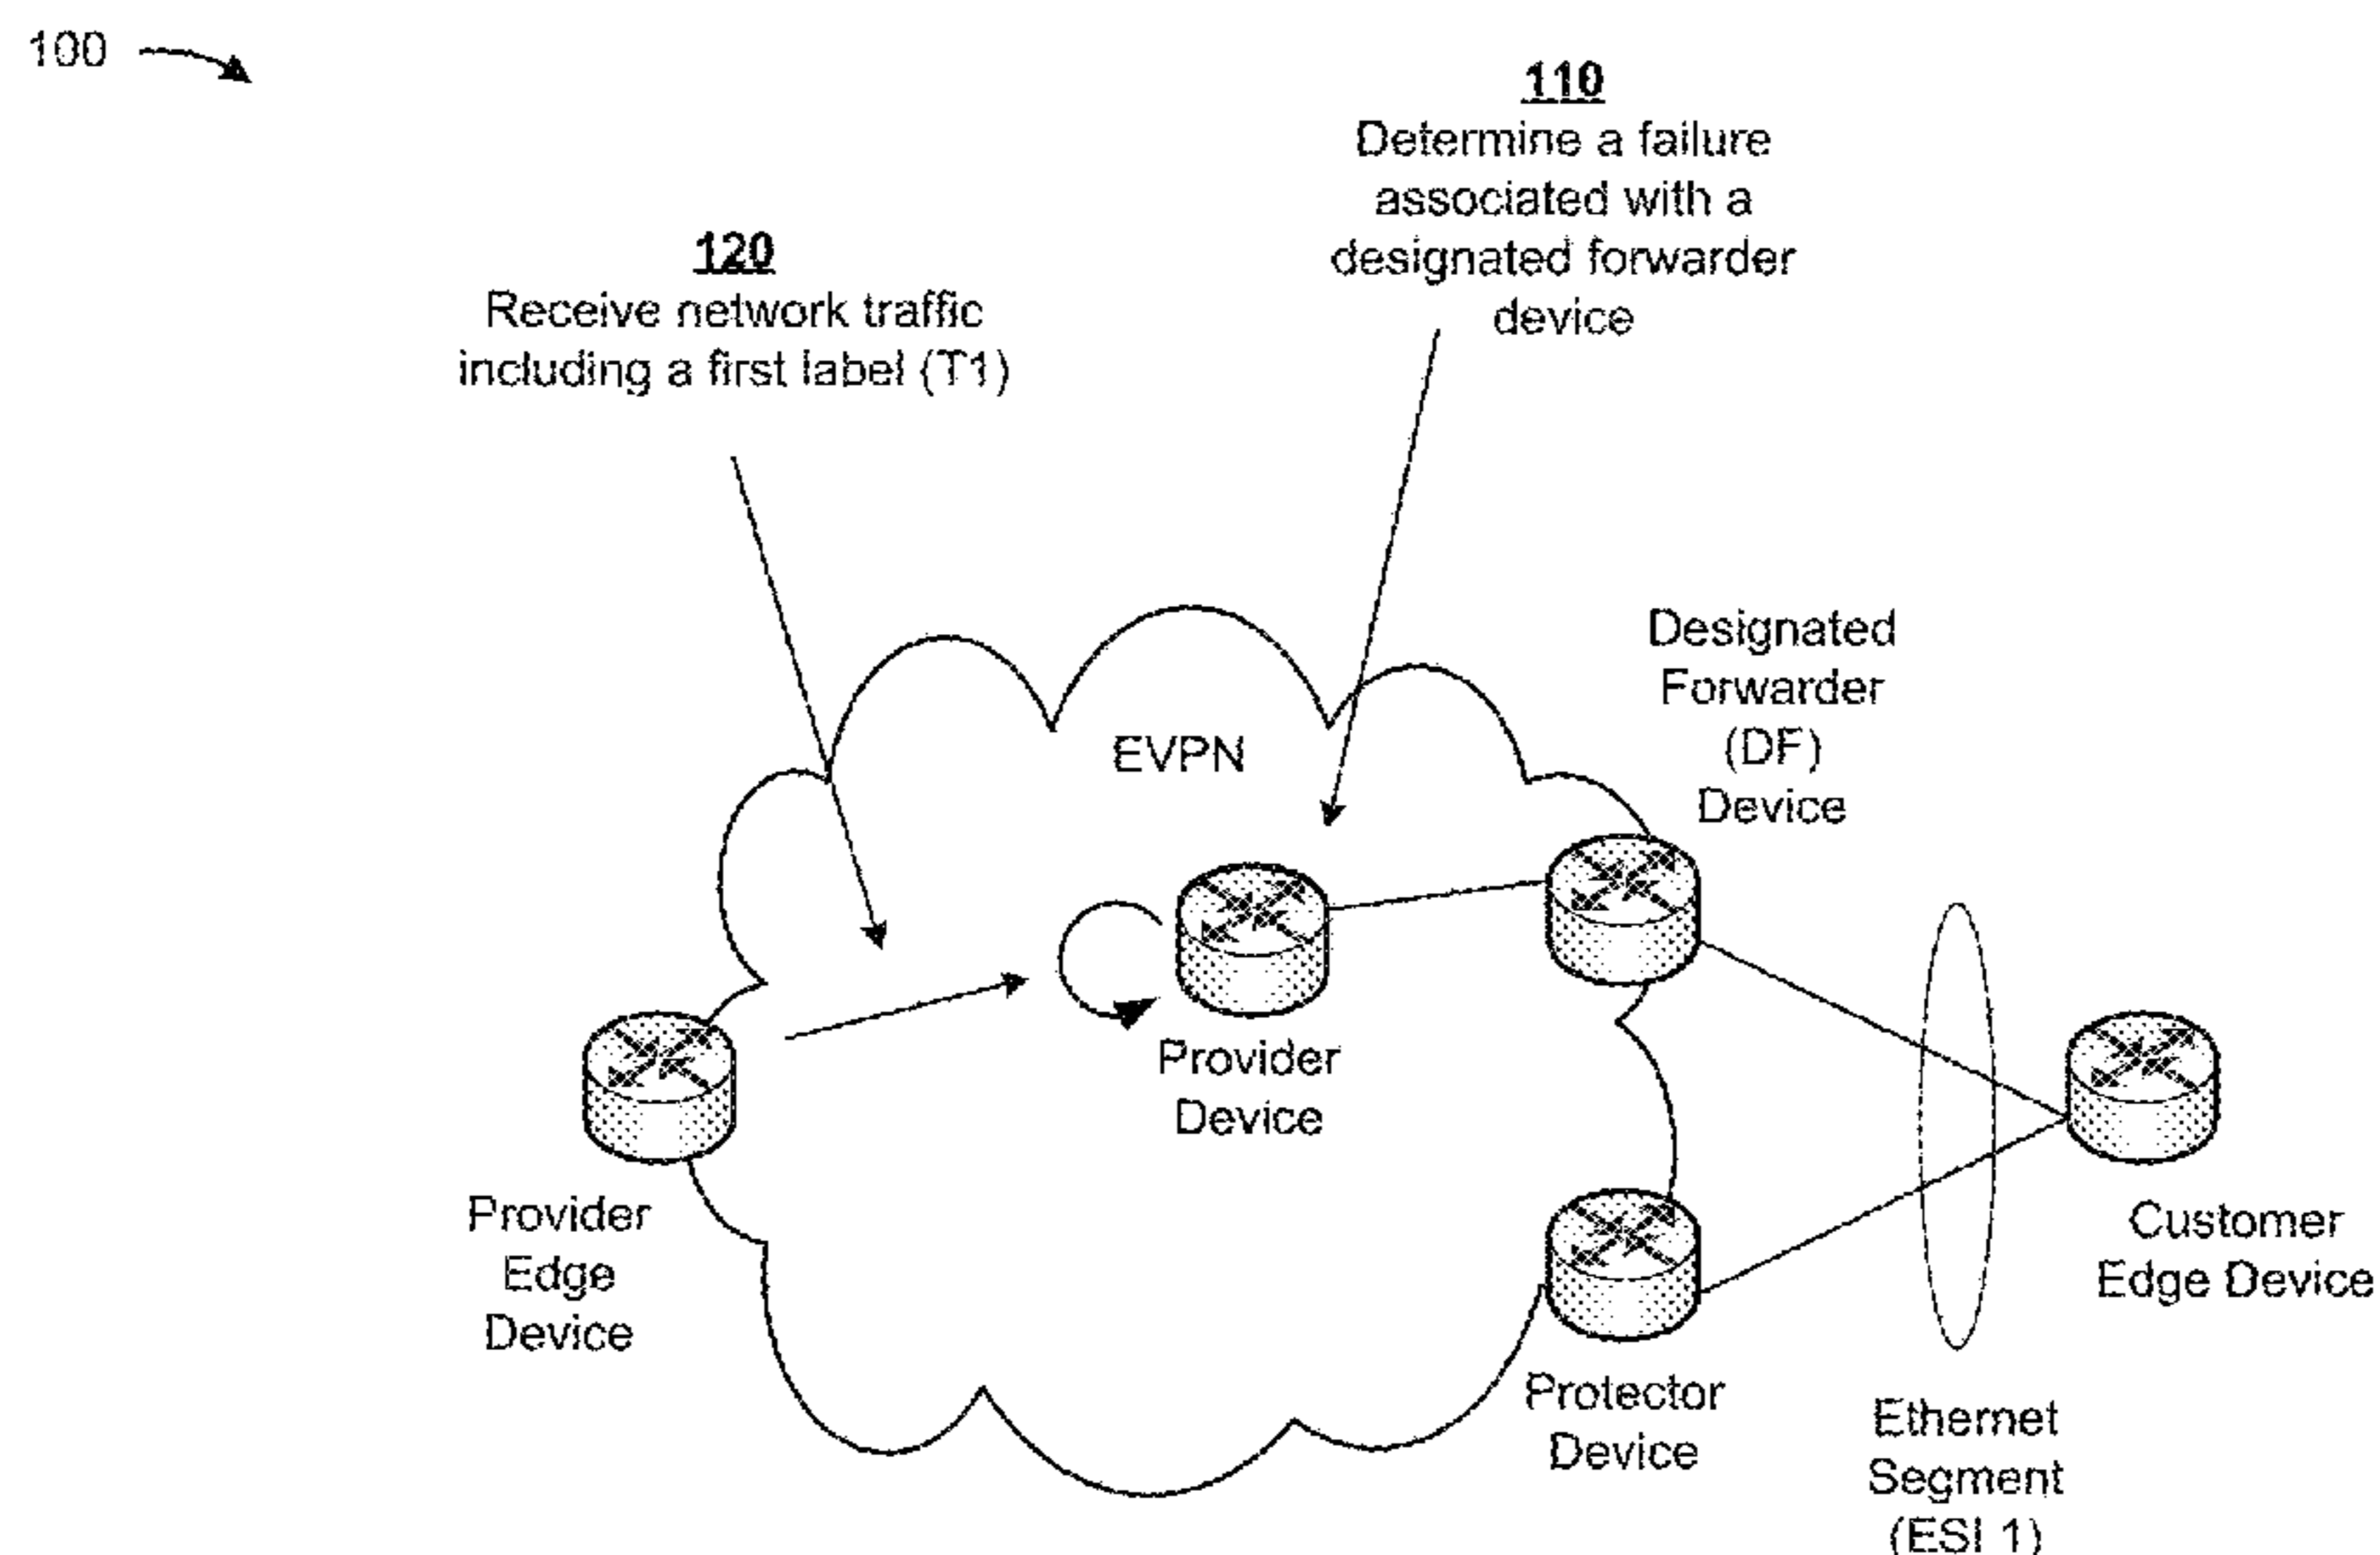 100
110
Determine a failure
associated with a
designated forwarder
device
120
Receive network traffic
including a first label (T1)
Designated
Forwarder
(DF)
Device
EVPN
Provider
Device
Provider
Edge
Device
Customer
Edge Device
Protector
Device
Ethernet
Segment
(ESI 1)